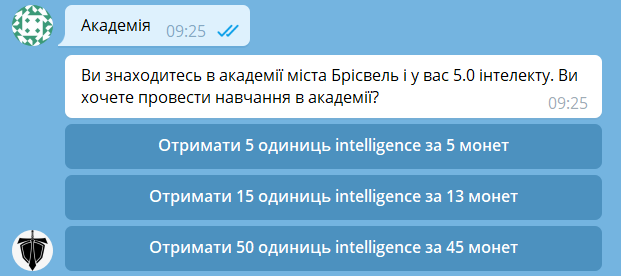 Академія
09:25
Ви знаходитесь в академії міста Брісвель і у вас 5.0 інтелекту. Ви
хочете провести навчання в академії?
09:25
Отримати 5 одиниць intelligence за 5 монет
Отримати 15 одиниць intelligence за 13 монет
Отримати 50 одиниць intelligence за 45 монет